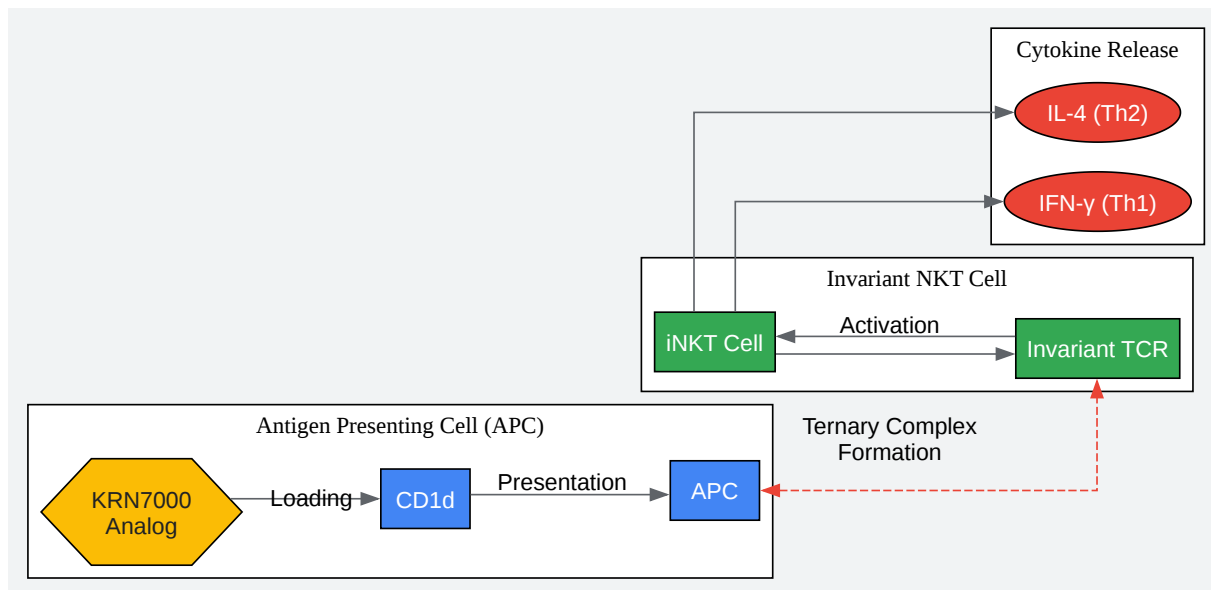 Cytokine Release
IL-4 (Th2)
IFN-γ (Th1)
Invariant NKT Cell
Activation
iNKT Cell
Invariant TCR
Antigen Presenting Cell (APC)
Ternary Complex
Formation
KRN7000
Analog
Loading
CD1d
Presentation
APC